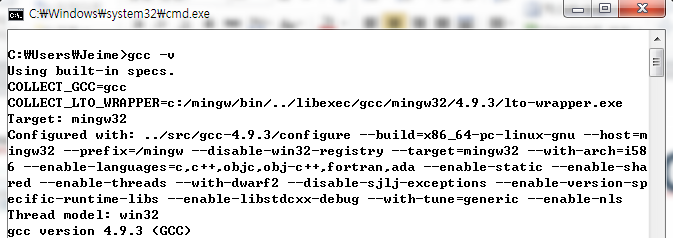 C:₩Windows₩system32₩cmd.exe
C:₩Users₩Jeime>gcc -v
Using built-in specs.
COLLECT_GCC=gcc
COLLECT_LTO_WRAPPER=c:/mingw/bin/../libexec/gcc/mingw32/4.9.3/lto-wrapper.exe
Target: mingw32
Configured with: ../src/gcc-4.9.3/configure --build=x86_64-pc-linux-gnu --host=m
ingw32 --prefix=/mingw --disable-win32-registry --target=mingw32 --with-arch=i58
6 --enable-languages=c,c++,objc,obj-c++,fortran,ada --enable-static --enable-sha
red --enable-threads --with-dwarf2 --disable-sjlj-exceptions --enable-version-sp
ecific-runtime-libs --enable-libstdcxx-debug --with-tune=generic --enable-nls
Thread model: win32
gcc version 4.9.3 (GCC)